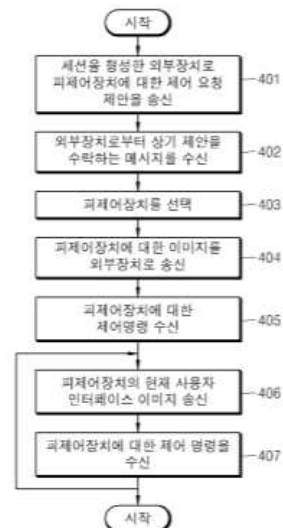 시작
세션을 형성한 외부장치로
피제어장치에 대한 제어 요청
제안을 송신
401
외부장치로부터 상기 제안을
수락하는 메시지를 수신
402
피제어장치를 선택
403
피제어장치에 대한 이미지를
외부장치로 송신
404
피제어장치에 대한
제어명령 수신
405
피제어장치의 현재 사용자
인터페이스 이미지 송신
406
피제어장치에 대한 제어 명령을
수신
407
시작